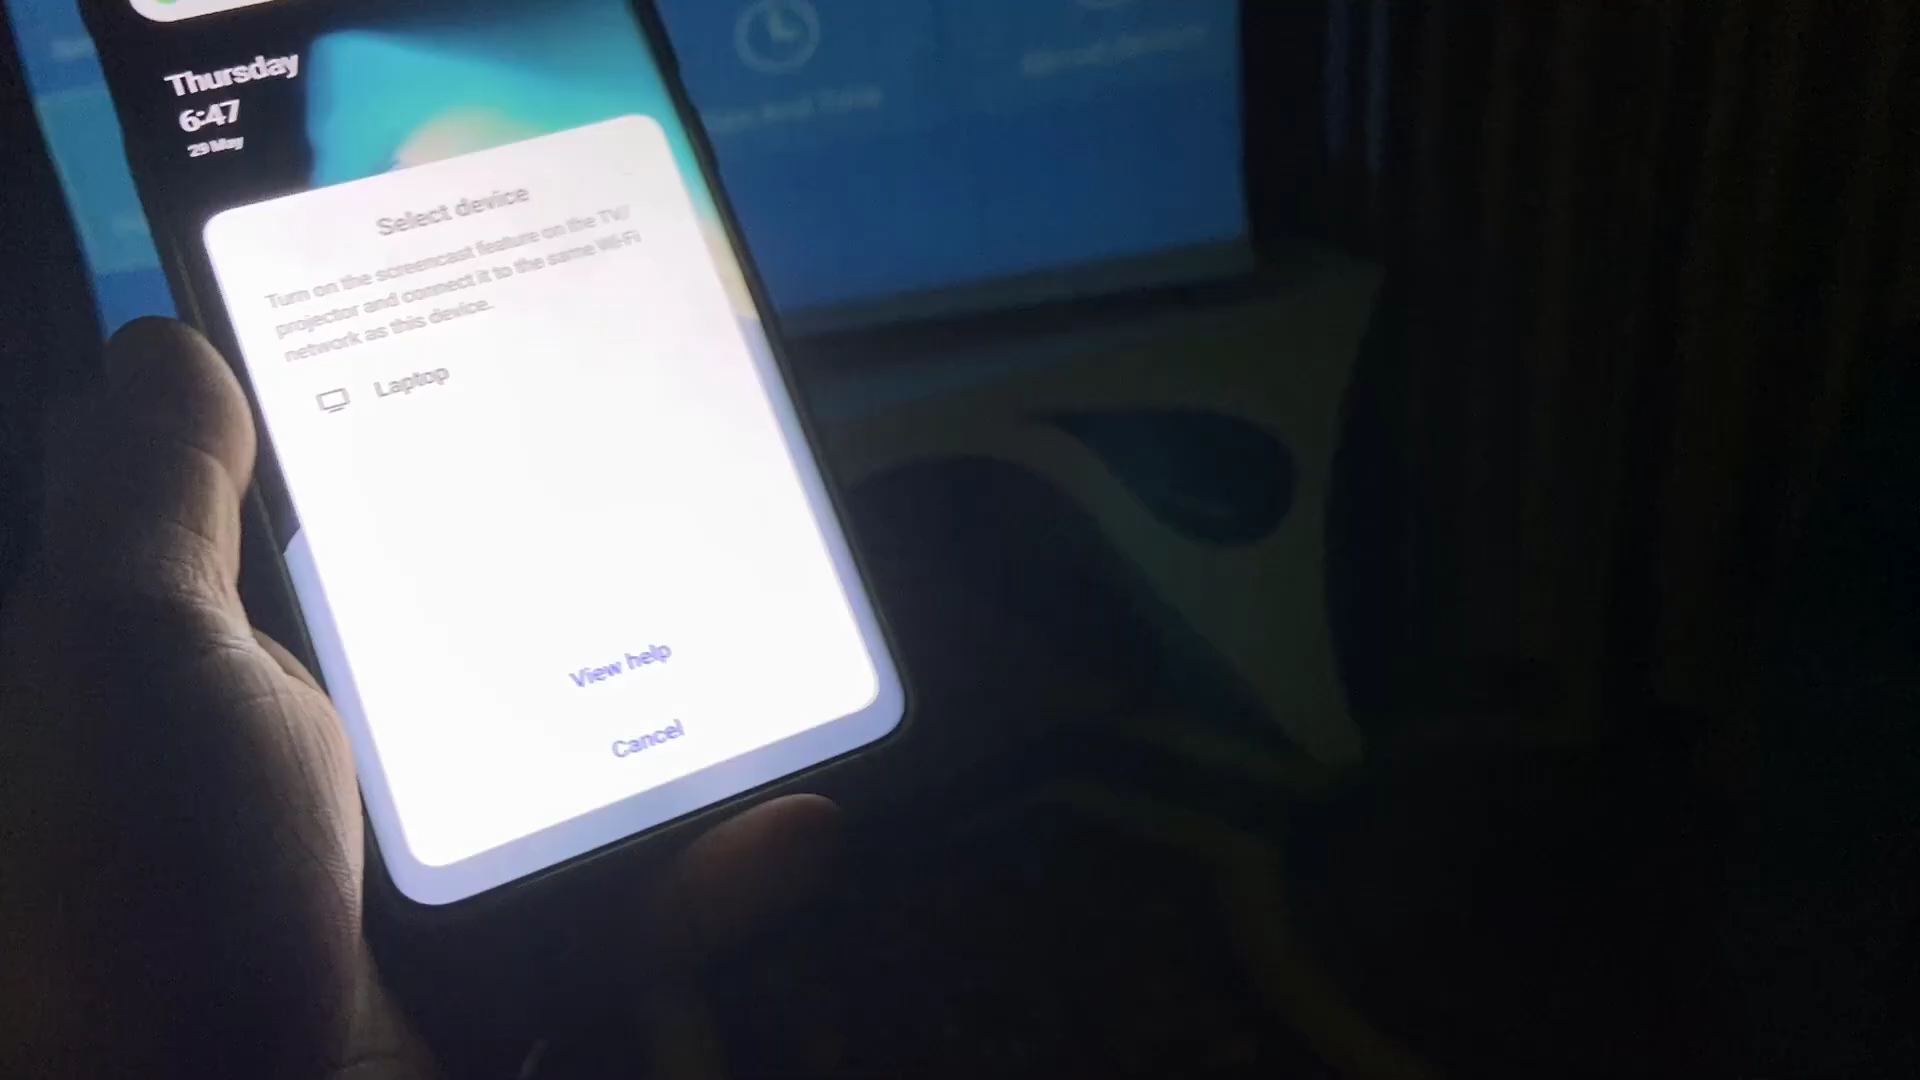 Thursday
6:47
29 May
Select device
Turn on the screencast feature on the TV/
projector and connect it to the same Wi-Fi
network as this device.
Laptop
View help
Cancel